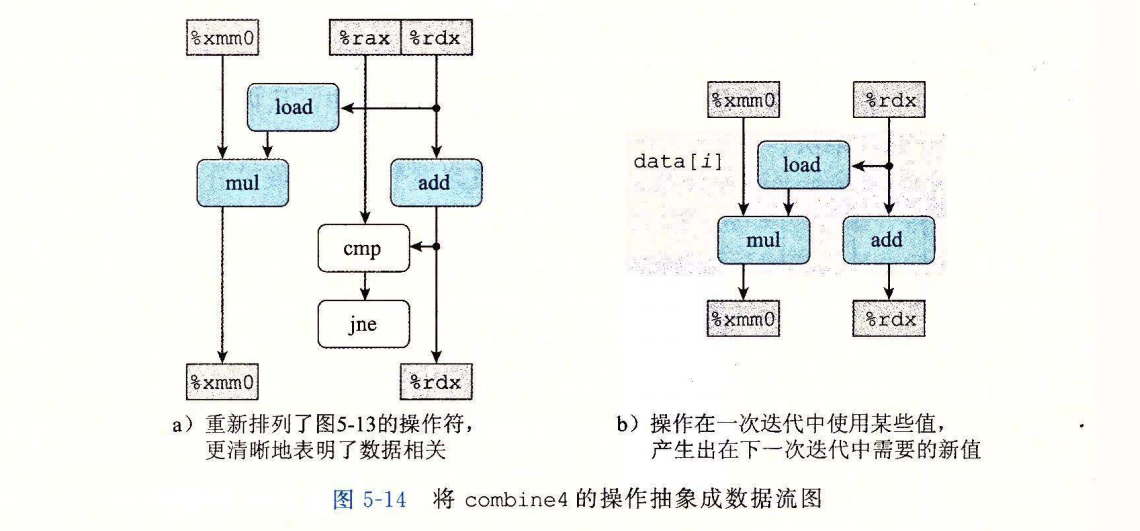 %xmm0 %rax %rdx
load
mul add
cmp
jne
%xmm0 %rdx
a）重新排列了图5-13的操作符，
更清晰地表明了数据相关
%xmm0 %rdx
data[i] load
mul add
%xmm0 %rdx
b）操作在一次迭代中使用某些值，
产生出在下一次迭代中需要的新值
图 5-14 将 combine4 的操作抽象成数据流图